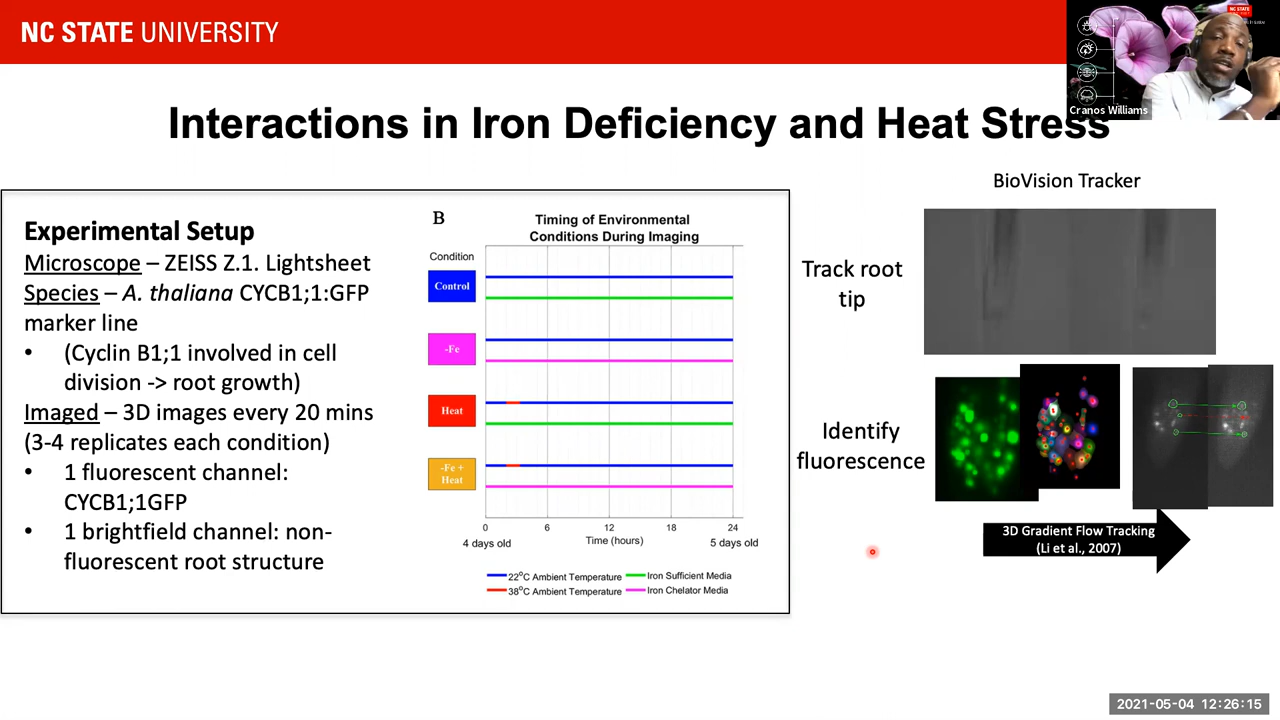 NC STATE UNIVERSITY
NC STATE
Cranos Williams
Interactions in Iron Deficiency and Heat Stress
Experimental Setup
Microscope – ZEISS Z.1. Lightsheet
Species – A. thaliana CYCB1;1:GFP
marker line
• (Cyclin B1;1 involved in cell
division -> root growth)
Imaged – 3D images every 20 mins
(3-4 replicates each condition)
• 1 fluorescent channel:
CYCB1;1GFP
• 1 brightfield channel: non-
fluorescent root structure
B
Timing of Environmental
Conditions During Imaging
Condition
Control
-Fe
Heat
-Fe +
Heat
0 6 12 18 24
4 days old Time (hours) 5 days old
22°C Ambient Temperature Iron Sufficient Media
38°C Ambient Temperature Iron Chelator Media
BioVision Tracker
Track root
tip
Identify
fluorescence
3D Gradient Flow Tracking
(Li et al., 2007)
2021-05-04 12:26:15